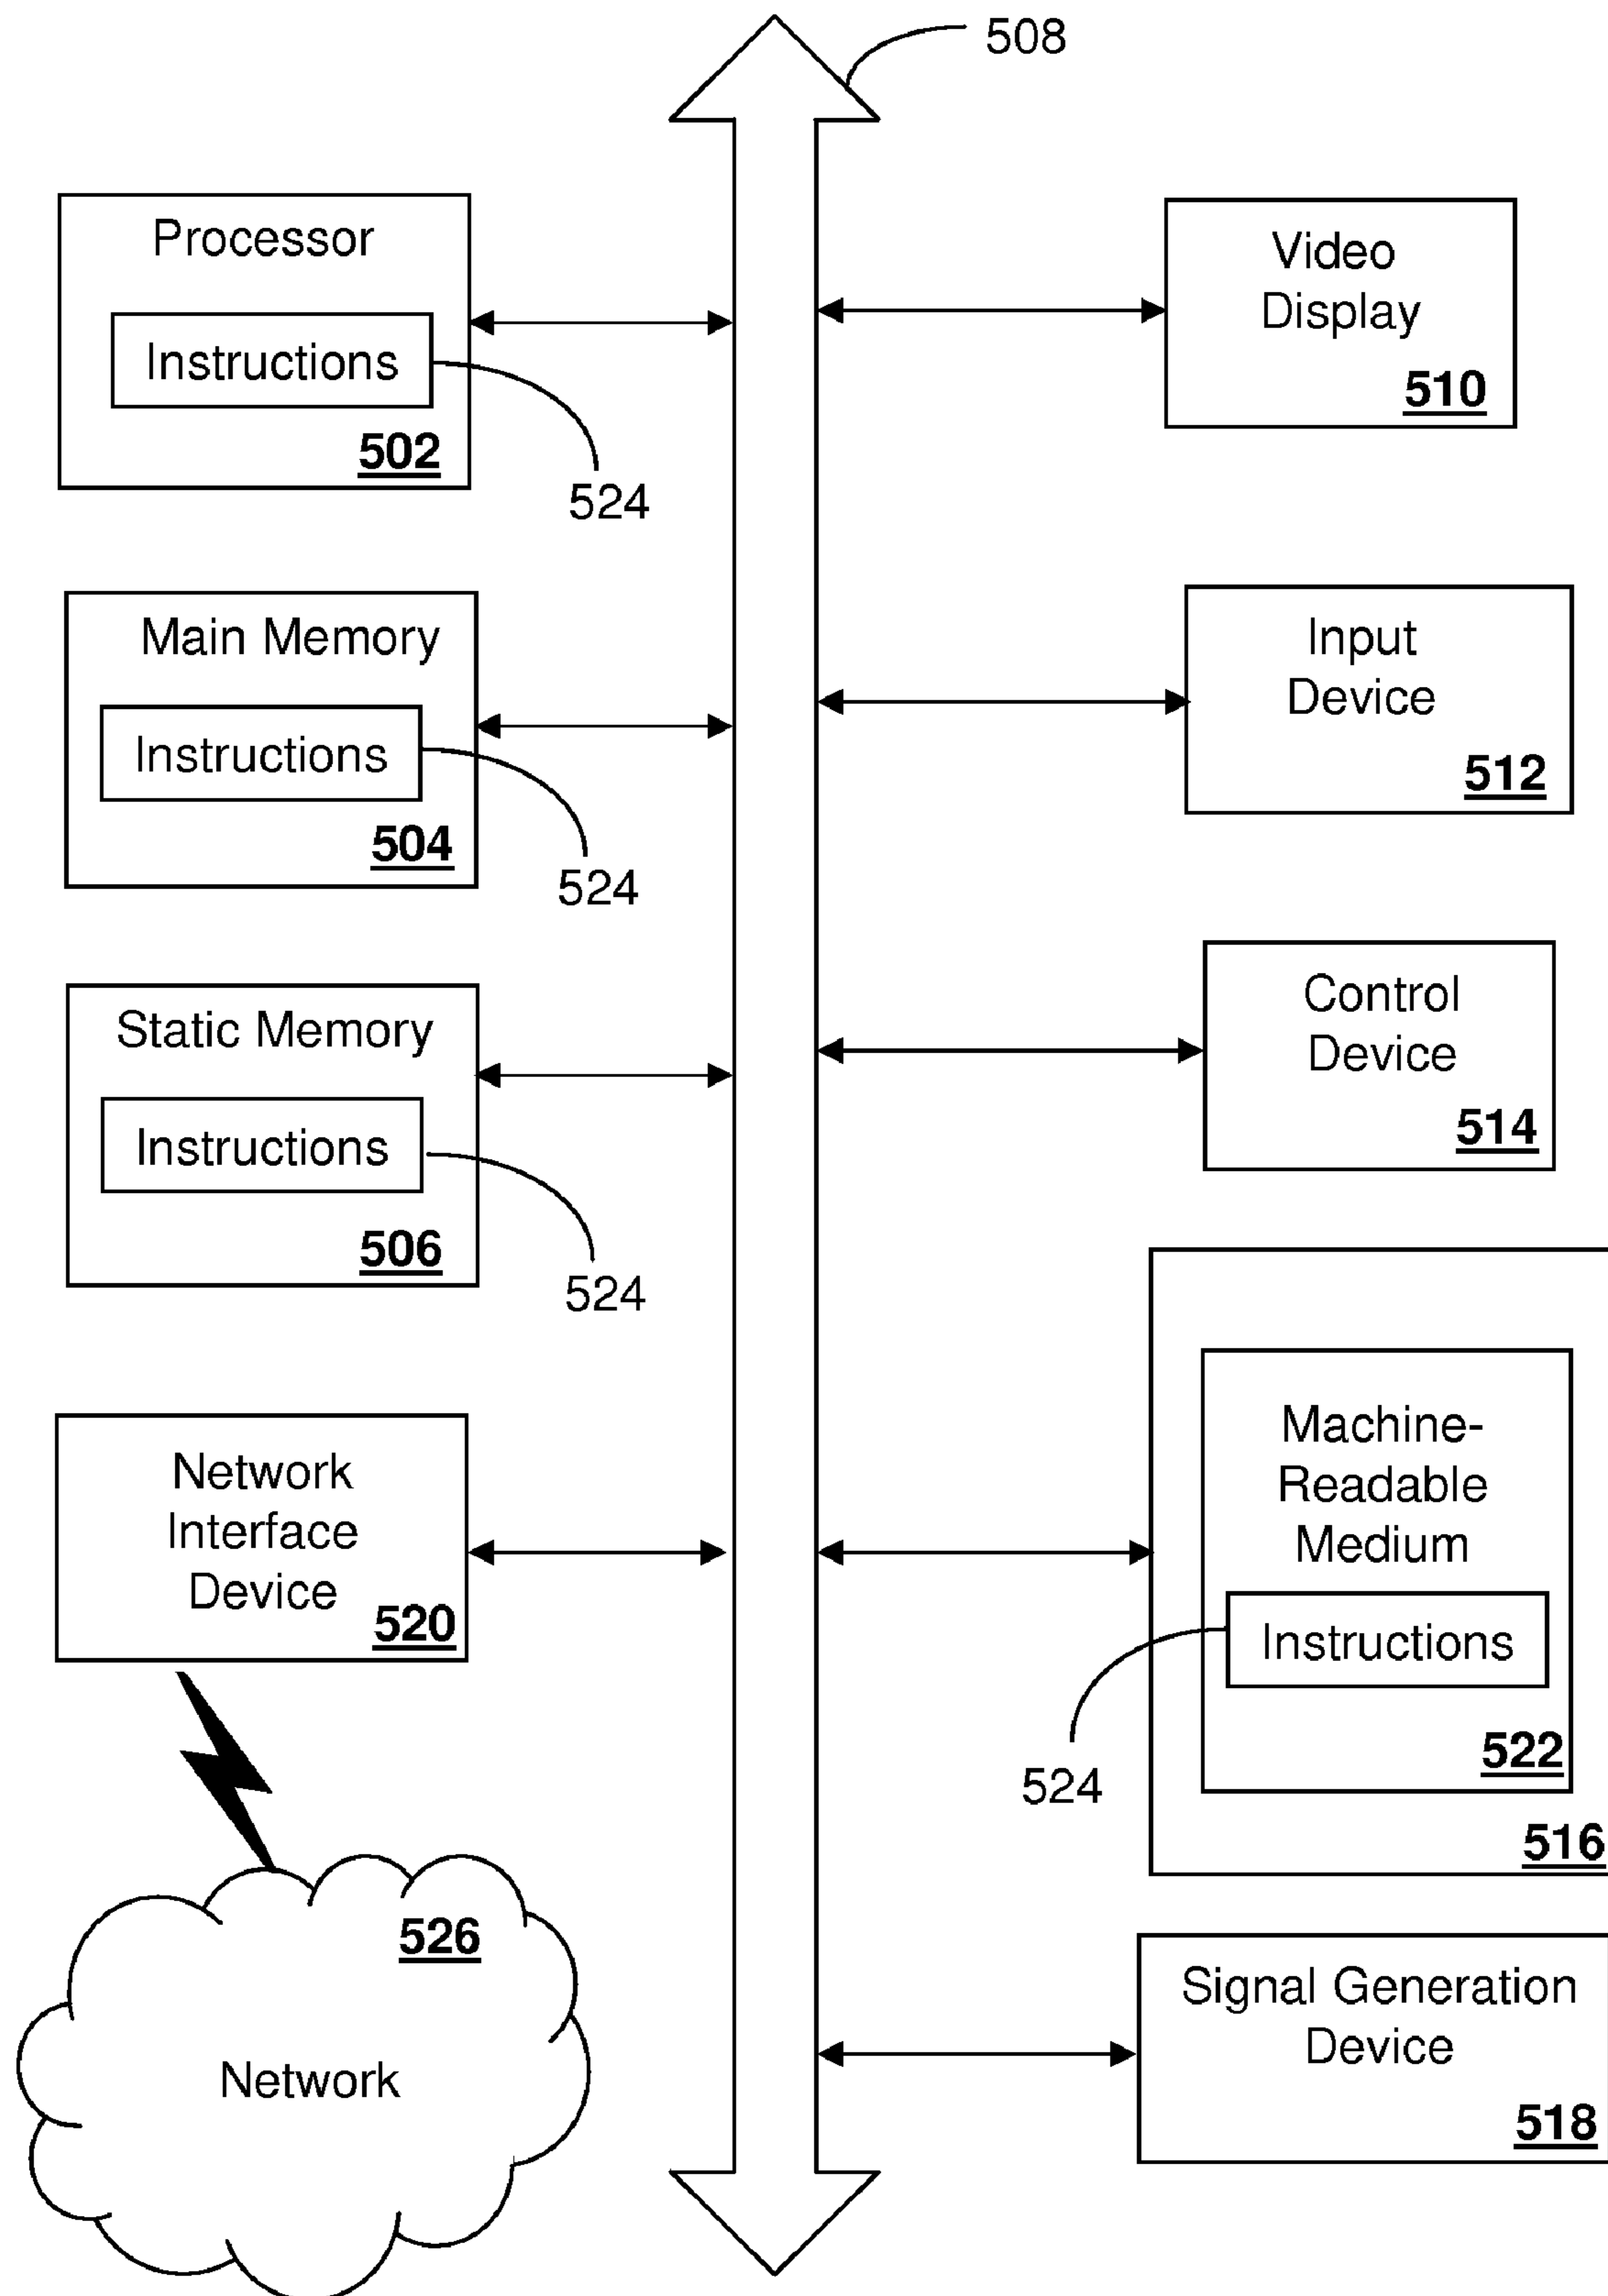 508
Processor
Instructions
502
524
Main Memory
Instructions
504
524
Static Memory
Instructions
506
524
Network
Interface
Device
520
526
Network
Video
Display
510
Input
Device
512
Control
Device
514
Machine-
Readable
Medium
Instructions
522
524
516
Signal Generation
Device
518